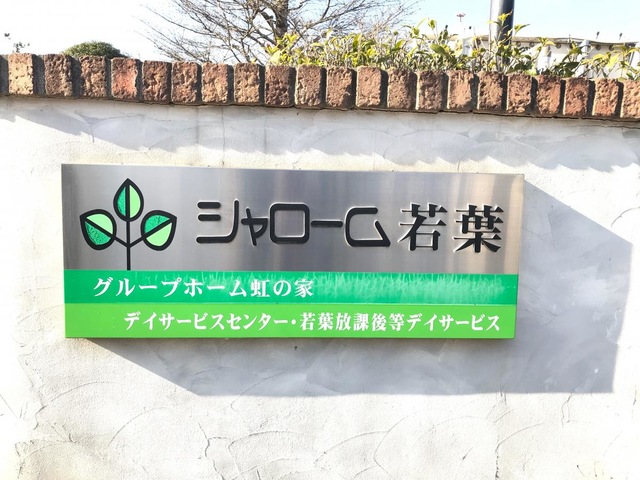 シャローム若葉
グループホーム虹の家
デイサービスセンター・若葉放課後等デイサービス